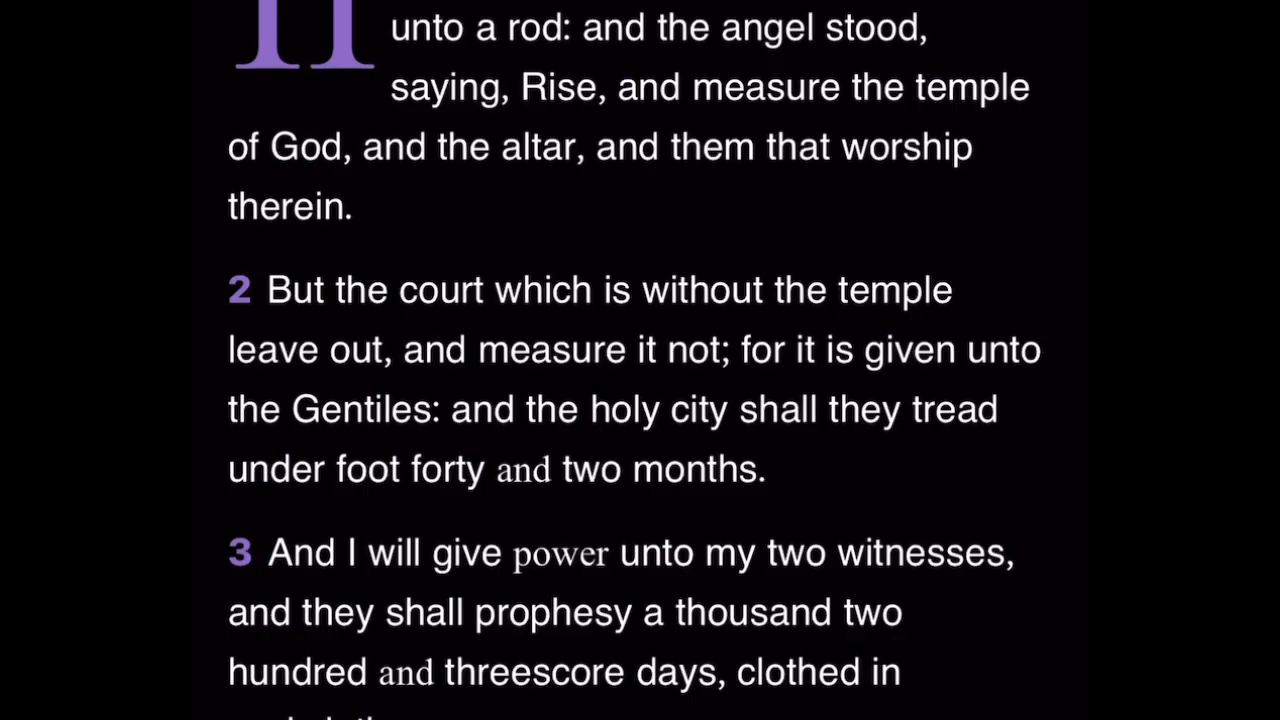 11
unto a rod: and the angel stood,
saying, Rise, and measure the temple
of God, and the altar, and them that worship
therein.
2 But the court which is without the temple
leave out, and measure it not; for it is given unto
the Gentiles: and the holy city shall they tread
under foot forty and two months.
3 And I will give power unto my two witnesses,
and they shall prophesy a thousand two
hundred and threescore days, clothed in